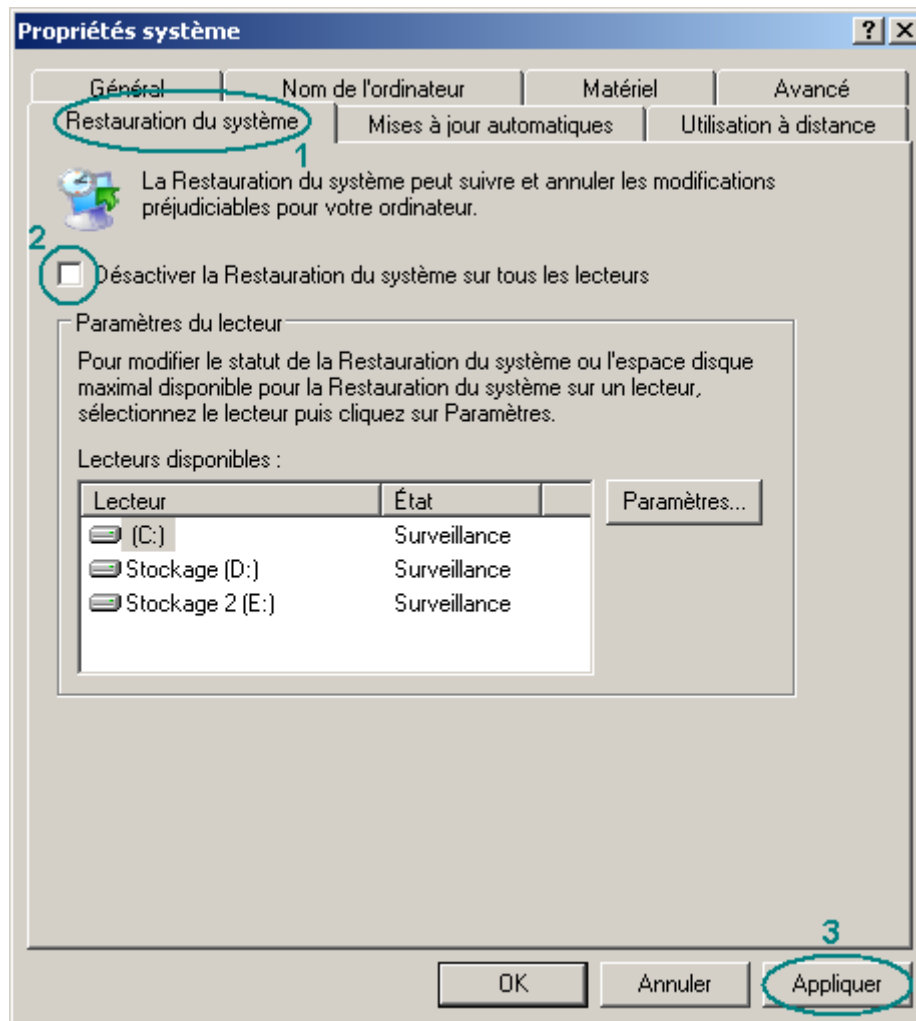 Propriétés système
Général
Nom de l'ordinateur
Matériel
Avancé
Restauration du système
Mises à jour automatiques
Utilisation à distance
1
La Restauration du système peut suivre et annuler les modifications
préjudiciables pour votre ordinateur.
2
Désactiver la Restauration du système sur tous les lecteurs
Paramètres du lecteur
Pour modifier le statut de la Restauration du système ou l'espace disque
maximal disponible pour la Restauration du système sur un lecteur,
sélectionnez le lecteur puis cliquez sur Paramètres.
Lecteurs disponibles :
Lecteur État
Paramètres...
(C:) Surveillance
Stockage (D:) Surveillance
Stockage 2 (E:) Surveillance
3
OK Annuler Appliquer